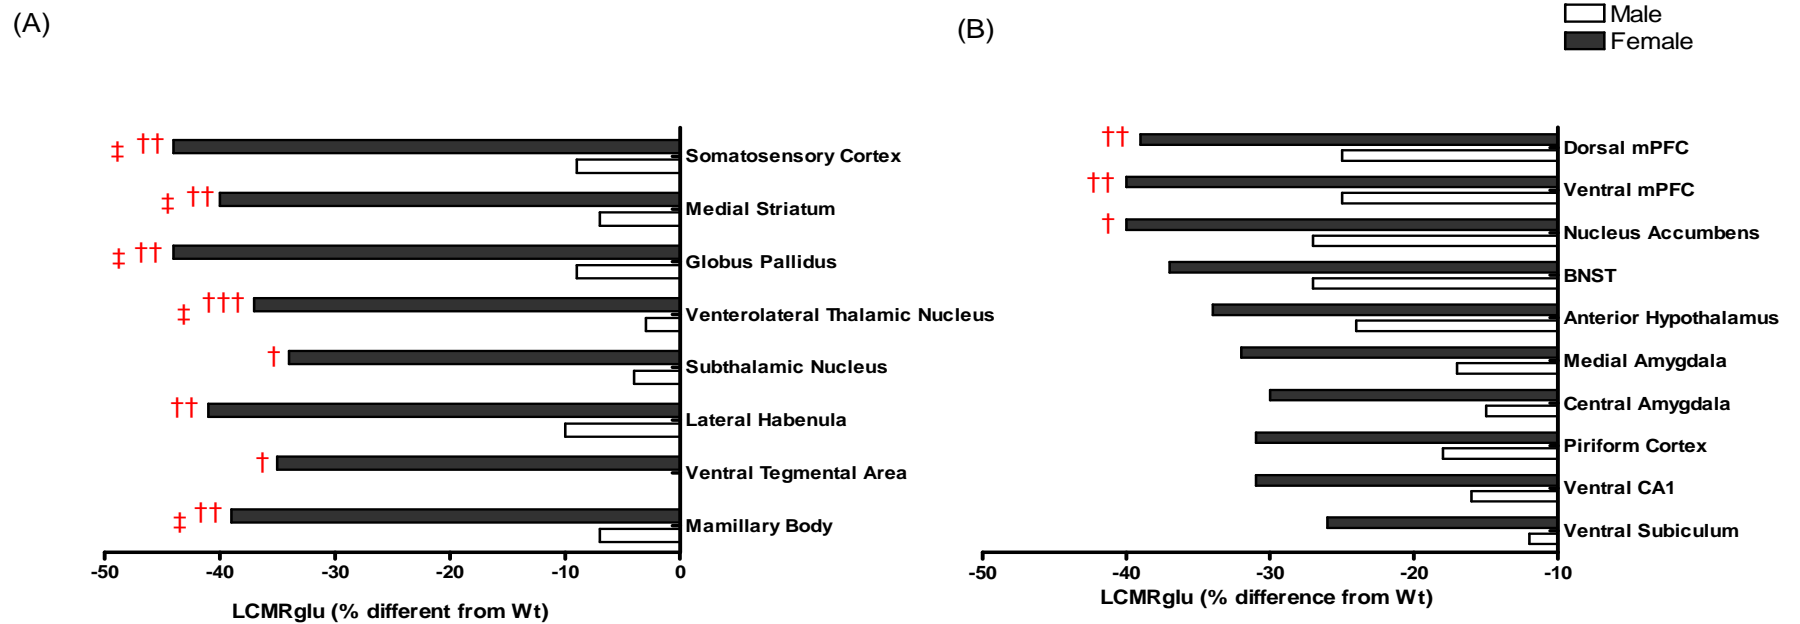 (A)
‡ †† Somatosensory Cortex
‡ †† Medial Striatum
‡ †† Globus Pallidus
‡ ††† Venterolateral Thalamic Nucleus
† Subthalamic Nucleus
†† Lateral Habenula
† Ventral Tegmental Area
‡ †† Mamillary Body
-50 -40 -30 -20 -10 0
LCMRglu (% different from Wt)
(B)
Male
Female
†† Dorsal mPFC
†† Ventral mPFC
† Nucleus Accumbens
BNST
Anterior Hypothalamus
Medial Amygdala
Central Amygdala
Piriform Cortex
Ventral CA1
Ventral Subiculum
-50 -40 -30 -20 -10
LCMRglu (% difference from Wt)